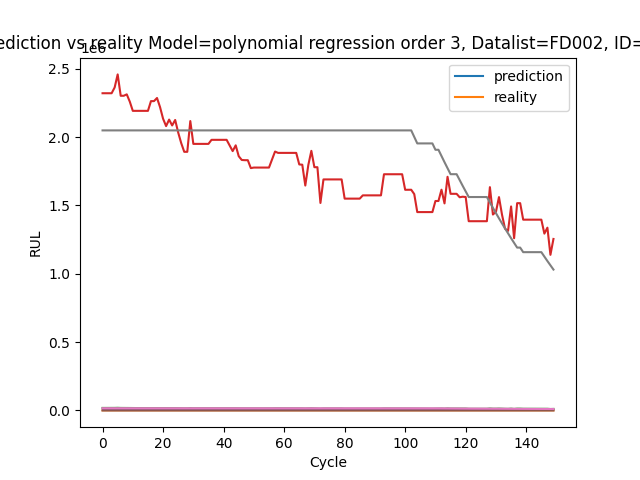 ediction vs reality Model=polynomial regression order 3, Datalist=FD002, ID=
1e6
prediction
reality
2.5
2.0
1.5
1.0
0.5
0.0
RUL
0 20 40 60 80 100 120 140
Cycle